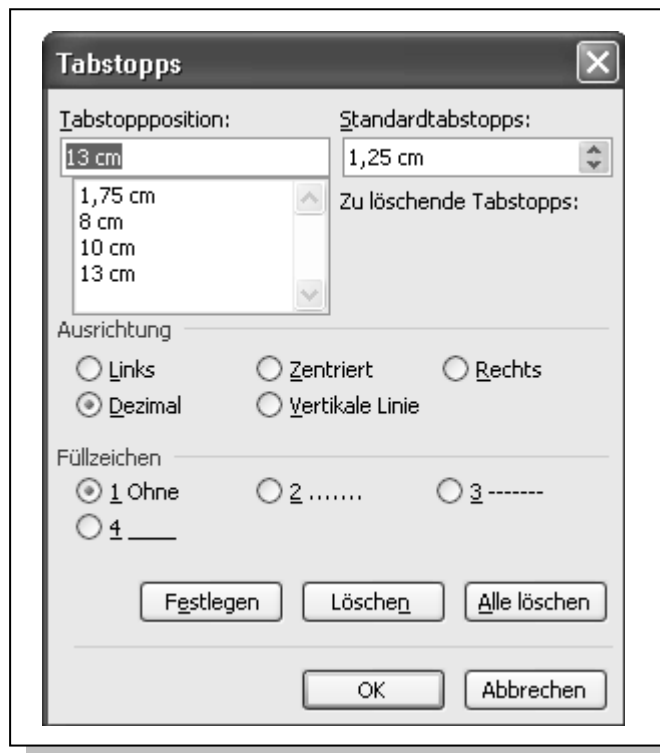 Tabstopps
Tabstoppposition: Standardtabstopps:
13 cm 1,25 cm
1,75 cm Zu löschende Tabstopps:
8 cm
10 cm
13 cm
Ausrichtung
Links Zentriert Rechts
Dezimal Vertikale Linie
Füllzeichen
1 Ohne 2 ....... 3 -------
4 ____
Festlegen Löschen Alle löschen
OK Abbrechen